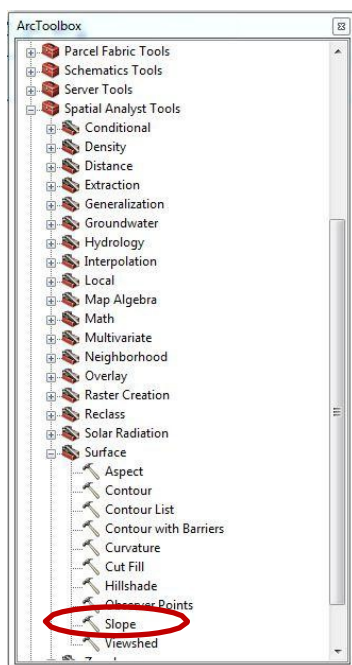 ArcToolbox
Parcel Fabric Tools
Schematics Tools
Server Tools
Spatial Analyst Tools
Conditional
Density
Distance
Extraction
Generalization
Groundwater
Hydrology
Interpolation
Local
Map Algebra
Math
Multivariate
Neighborhood
Overlay
Raster Creation
Reclass
Solar Radiation
Surface
Aspect
Contour
Contour List
Contour with Barriers
Curvature
Cut Fill
Hillshade
Observer Points
Slope
Viewshed